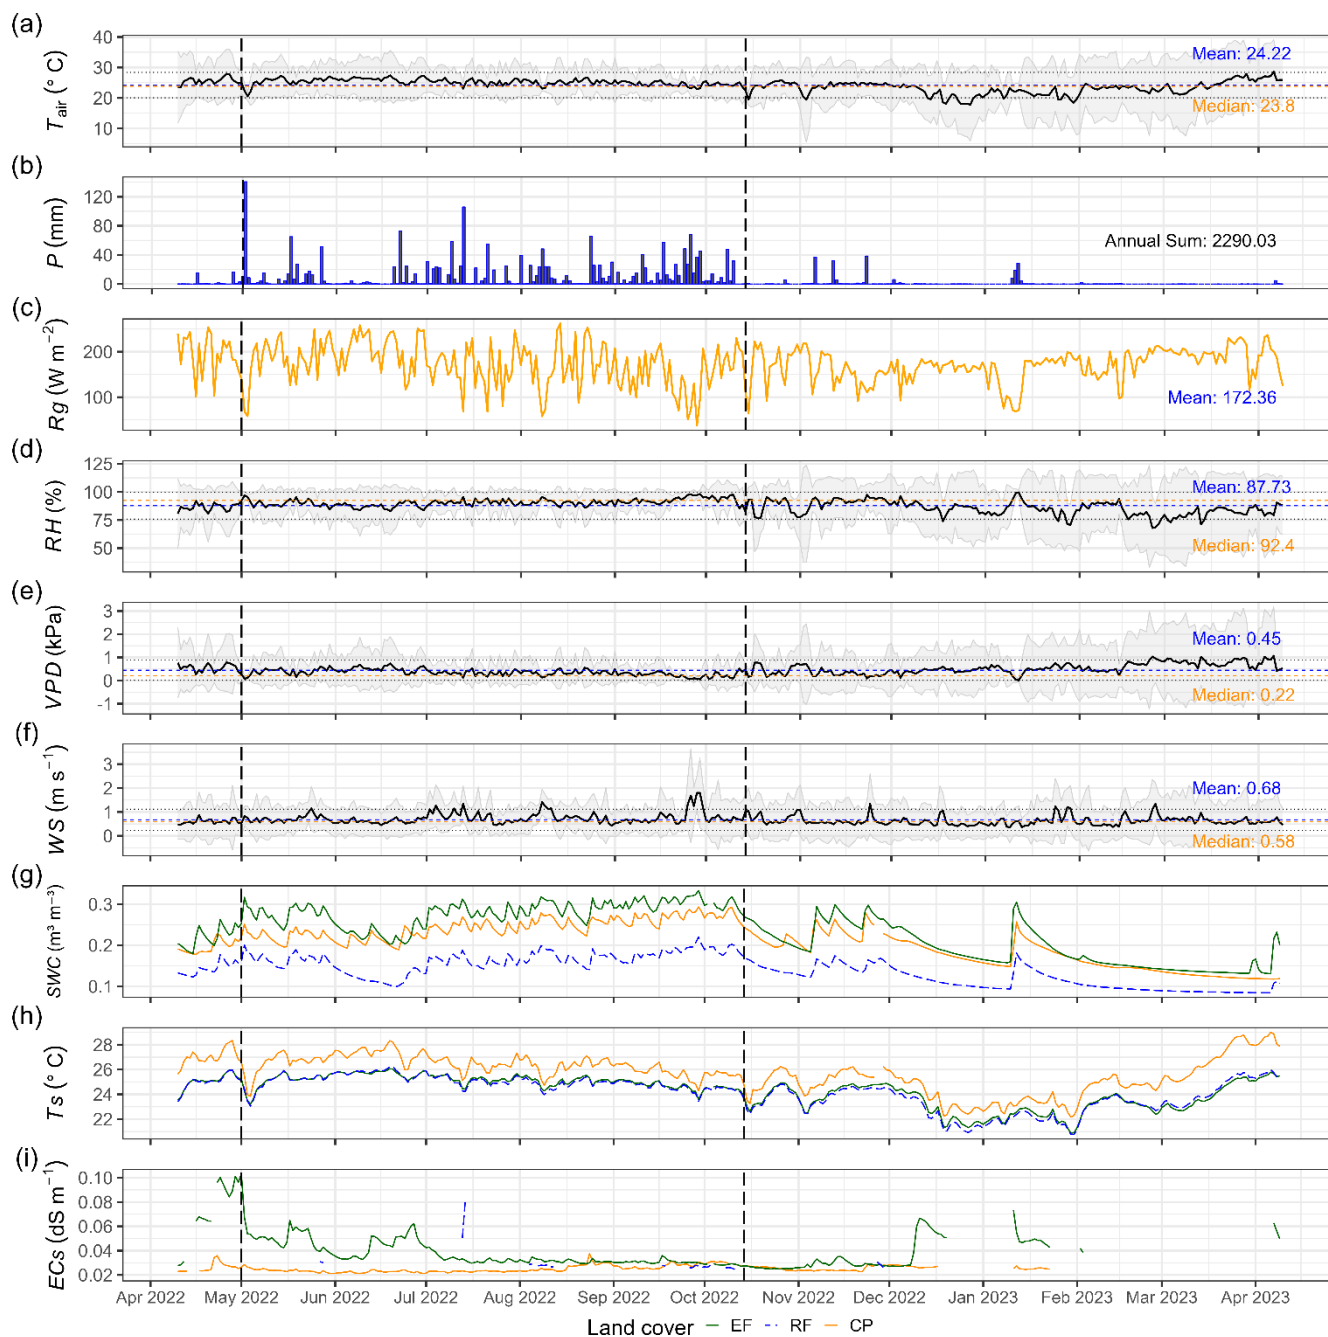 (a)
T_air (° C)
40
30
20
10
Mean: 24.22
Median: 23.8
(b)
P (mm)
120
80
40
0
Annual Sum: 2290.03
(c)
Rg (W m⁻²)
200
100
Mean: 172.36
(d)
RH (%)
125
100
75
50
Mean: 87.73
Median: 92.4
(e)
VPD (kPa)
3
2
1
0
-1
Mean: 0.45
Median: 0.22
(f)
WS (m s⁻¹)
3
2
1
0
Mean: 0.68
Median: 0.58
(g)
SWC (m³ m⁻³)
0.3
0.2
0.1
(h)
Ts (° C)
28
26
24
22
(i)
ECs (dS m⁻¹)
0.10
0.08
0.06
0.04
0.02
Apr 2022 May 2022 Jun 2022 Jul 2022 Aug 2022 Sep 2022 Oct 2022 Nov 2022 Dec 2022 Jan 2023 Feb 2023 Mar 2023 Apr 2023
Land cover EF RF CP